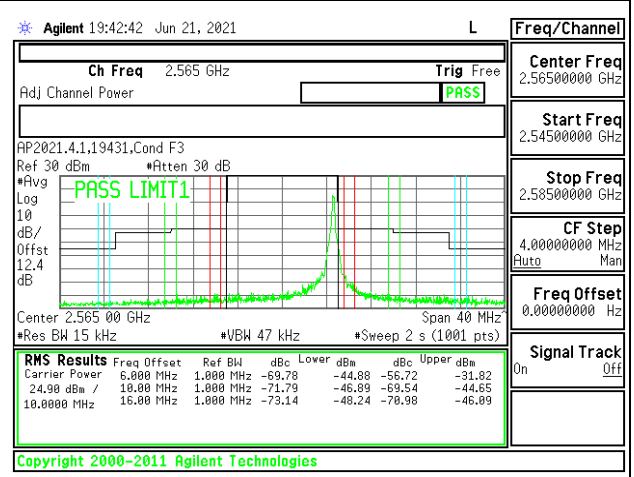 Agilent 19:42:42 Jun 21, 2021 L
Freq/Channel
Ch Freq 2.565 GHz Trig Free
Adj Channel Power PASS
AP2021.4.1,19431,Cond F3
Ref 30 dBm #Atten 30 dB
#Avg
Log
10
dB/
Offst
12.4
dB
PASS LIMIT1
Center 2.565 00 GHz Span 40 MHz
#Res BW 15 kHz #VBW 47 kHz #Sweep 2 s (1001 pts)
RMS Results Freq Offset Ref BW dBc Lower dBm dBc Upper dBm
Carrier Power 6.000 MHz 1.000 MHz -69.78 -44.88 -56.72 -31.82
24.90 dBm / 10.00 MHz 1.000 MHz -71.79 -46.89 -69.54 -44.65
10.0000 MHz 16.00 MHz 1.000 MHz -73.14 -48.24 -70.98 -46.09
Center Freq
2.56500000 GHz
Start Freq
2.54500000 GHz
Stop Freq
2.58500000 GHz
CF Step
4.00000000 MHz
Auto Man
Freq Offset
0.00000000 Hz
Signal Track
On Off
Copyright 2000-2011 Agilent Technologies